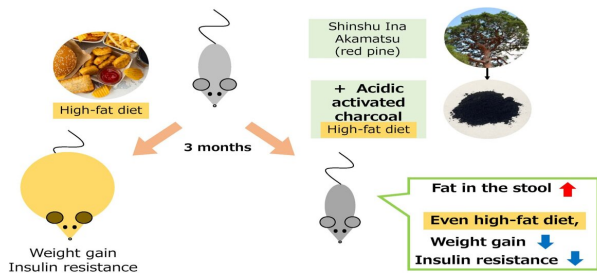 High-fat diet
Shinshu Ina
Akamatsu
(red pine)
+ Acidic
activated
charcoal
High-fat diet
3 months
Weight gain
Insulin resistance
Fat in the stool
Even high-fat diet,
Weight gain
Insulin resistance